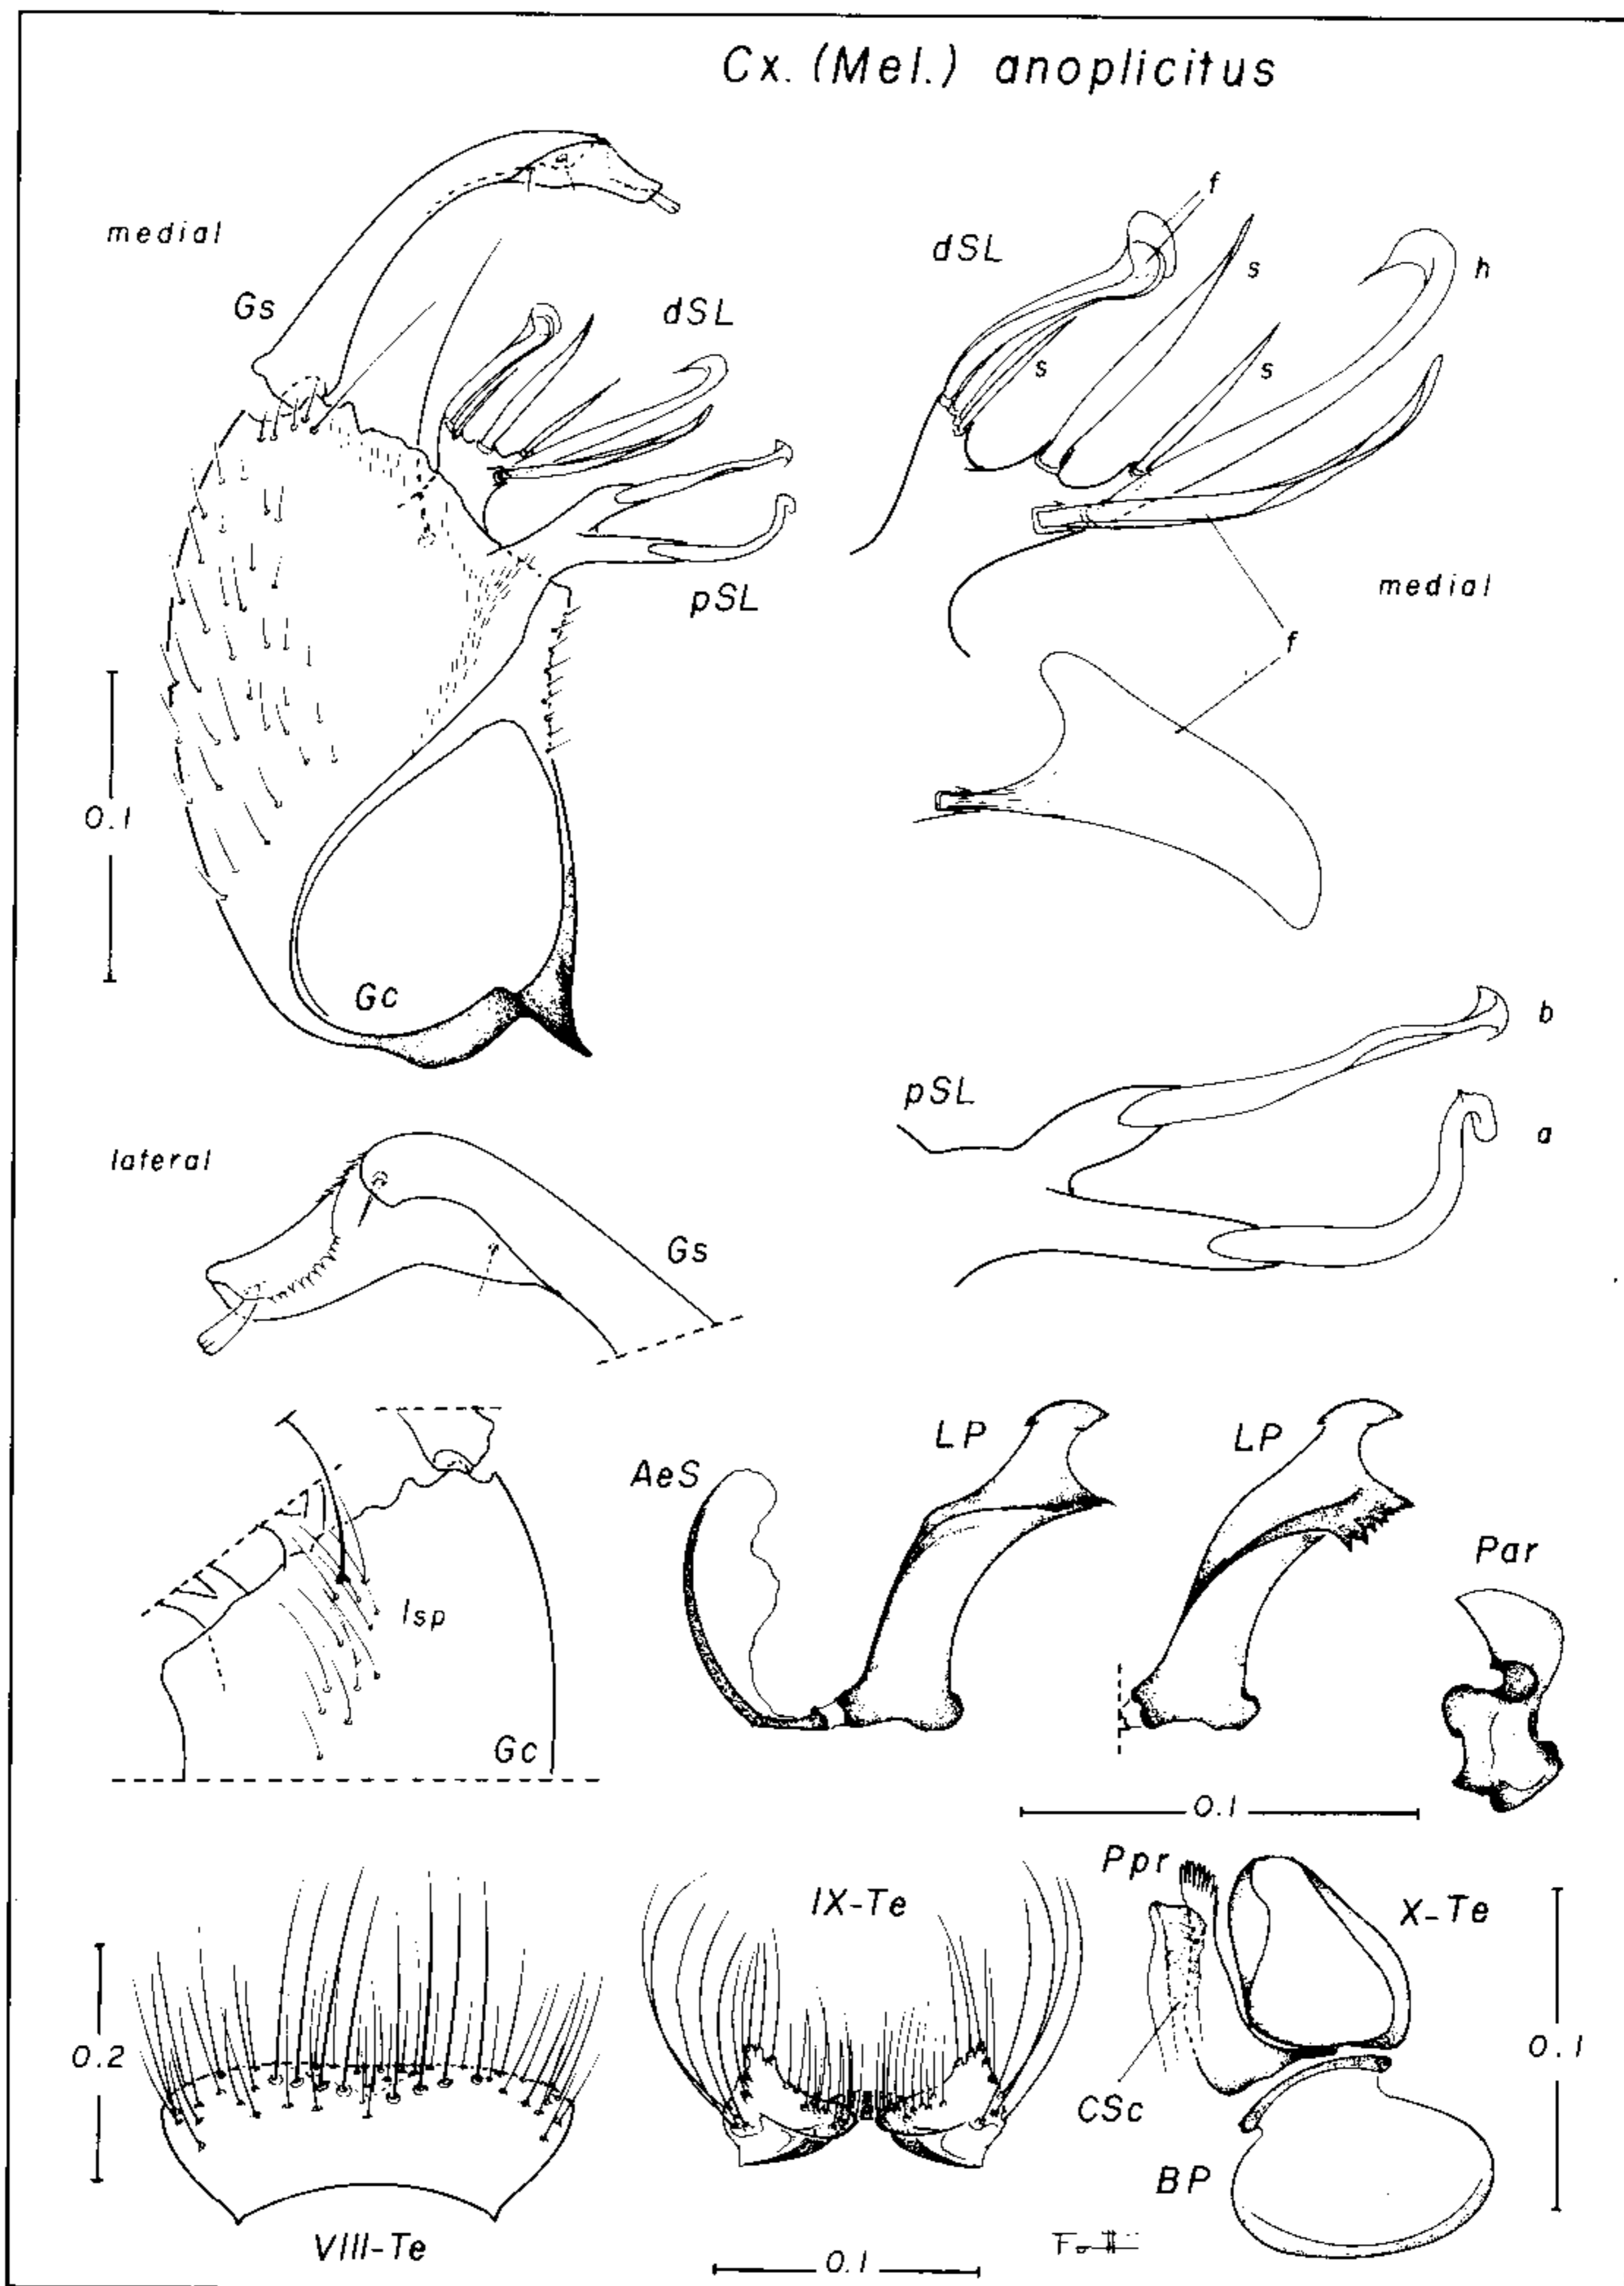 Cx. (Mel.) anoplicitus
medial
Gs
dSL
pSL
0.1
Gc
dSL
f
s
s
s
h
medial
f
pSL
b
a
lateral
Gs
lsp
Gc
AeS
LP
LP
Par
0.1
0.2
VIII-Te
IX-Te
0.1
Ppr
X-Te
CSc
BP
0.1